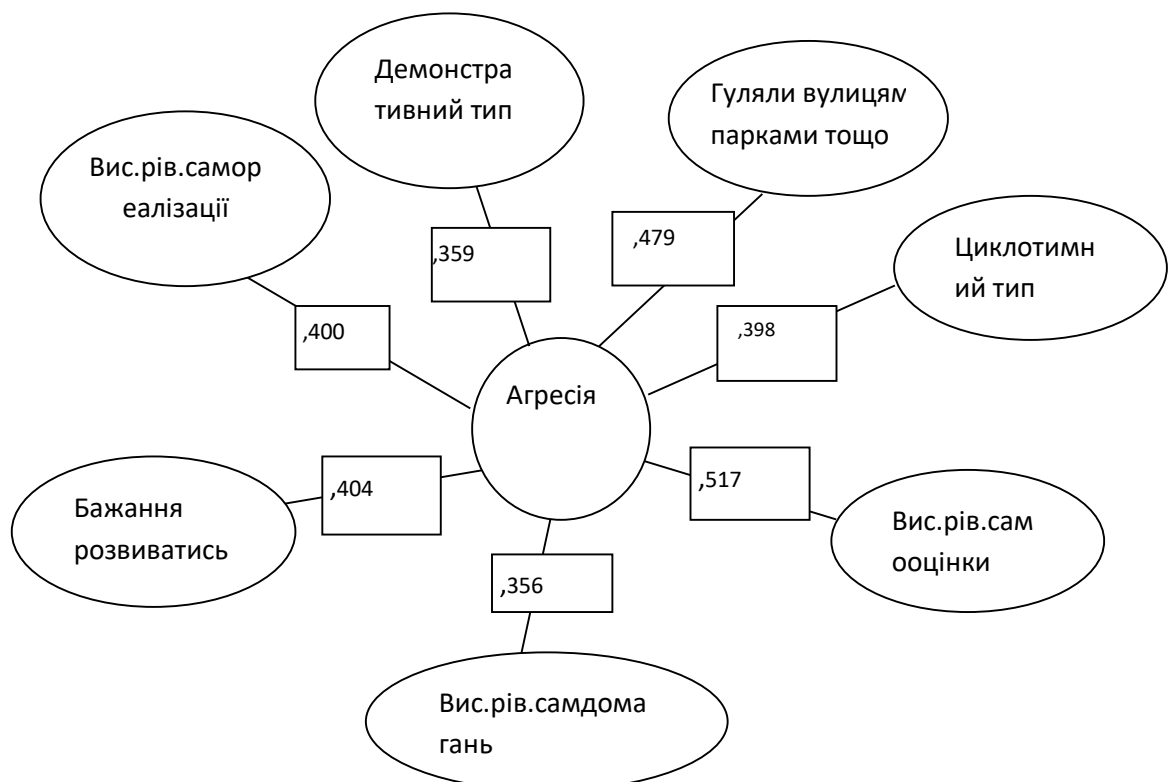 Демонстра
тивний тип
Гуляли вулицям
парками тощо
Вис.рів.самор
еалізації
,359
,479
Циклотимн
ий тип
,400
,398
Агресія
Бажання
розвиватись
,404
,517
Вис.рів.сам
ооцінки
,356
Вис.рів.самдома
гань